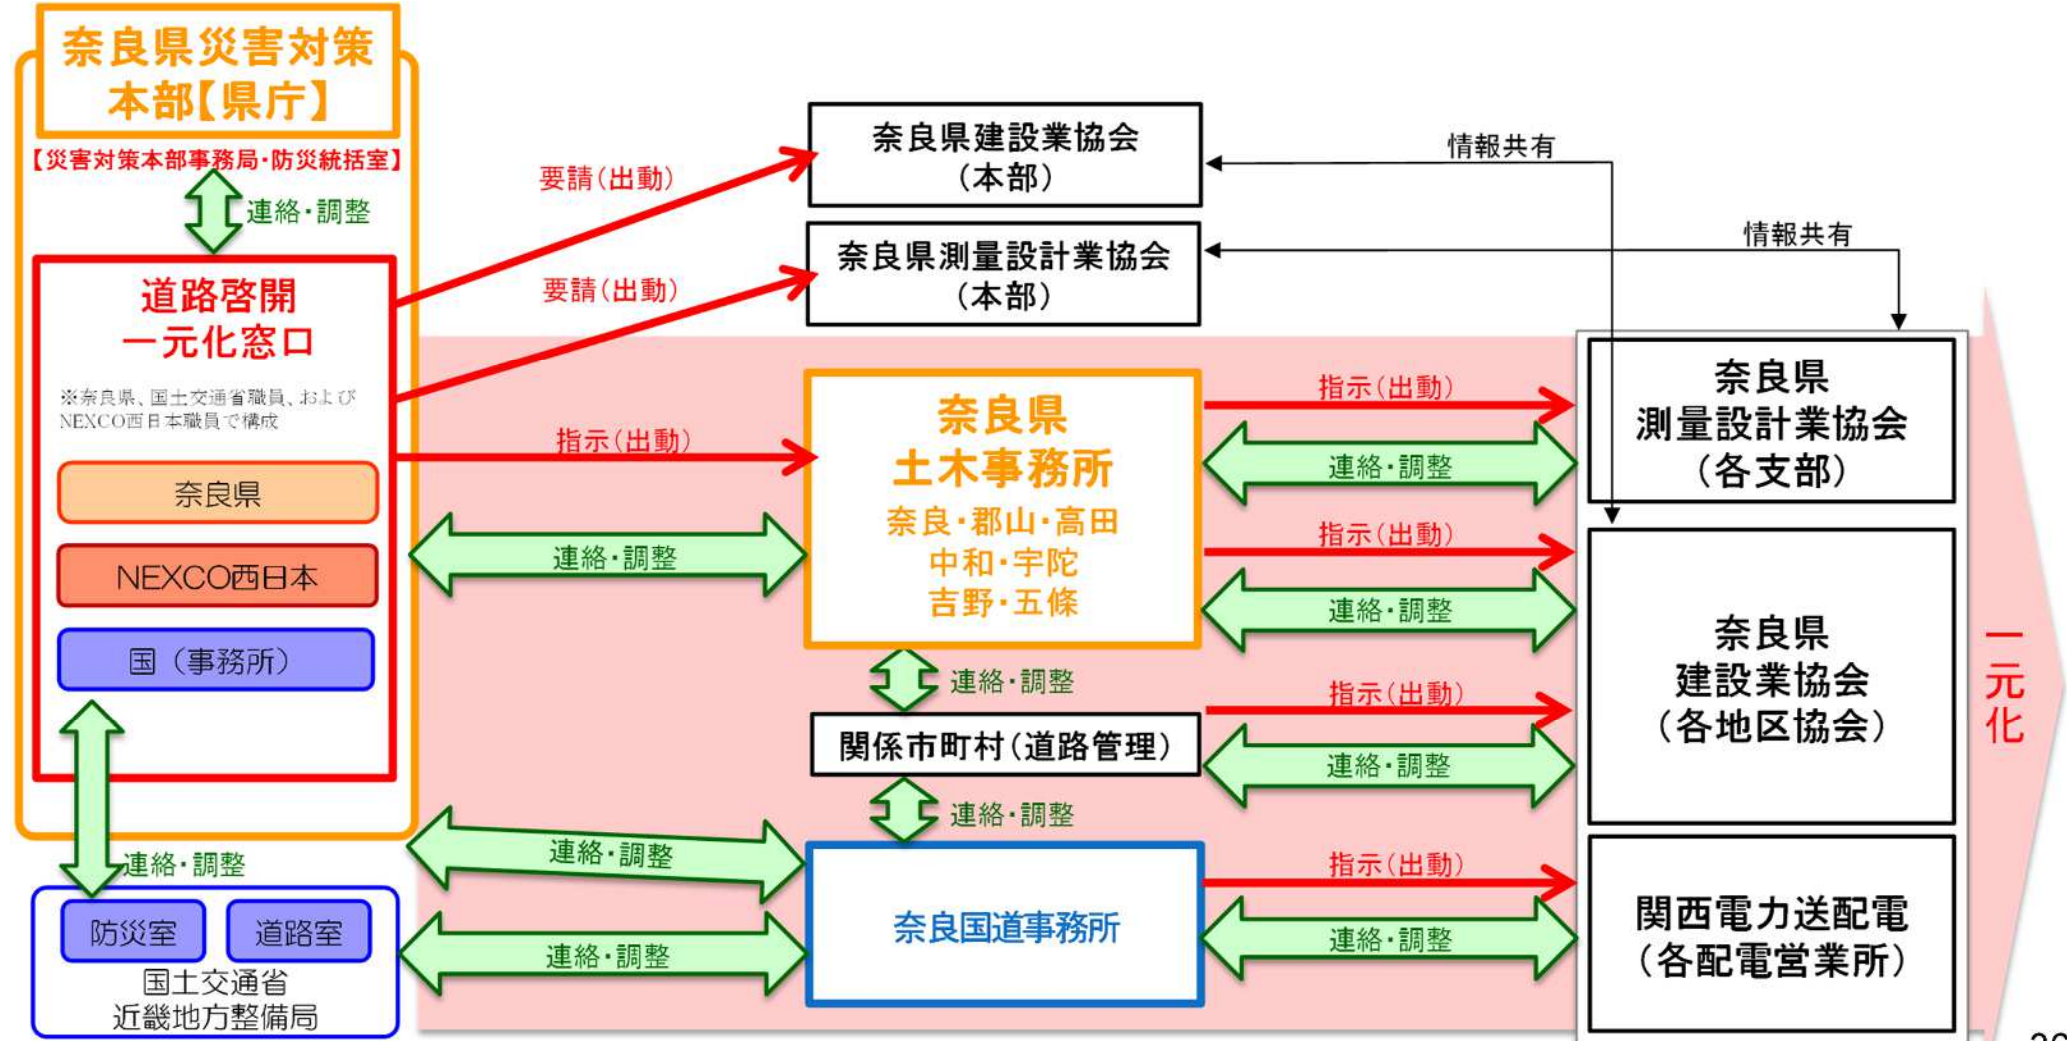 奈良県災害対策
本部【県庁】
【災害対策本部事務局・防災統括室】
連絡・調整
道路啓開
一元化窓口
※奈良県、国土交通省職員、および
NEXCO西日本職員で構成
奈良県
NEXCO西日本
国（事務所）
連絡・調整
防災室
道路室
国土交通省
近畿地方整備局
要請（出動）
要請（出動）
指示（出動）
連絡・調整
連絡・調整
連絡・調整
奈良県建設業協会
（本部）
奈良県測量設計業協会
（本部）
奈良県
土木事務所
奈良・郡山・高田
中和・宇陀
吉野・五條
連絡・調整
関係市町村（道路管理）
連絡・調整
奈良国道事務所
情報共有
情報共有
指示（出動）
連絡・調整
指示（出動）
連絡・調整
指示（出動）
連絡・調整
指示（出動）
連絡・調整
奈良県
測量設計業協会
（各支部）
奈良県
建設業協会
（各地区協会）
関西電力送配電
（各配電営業所）
一元化